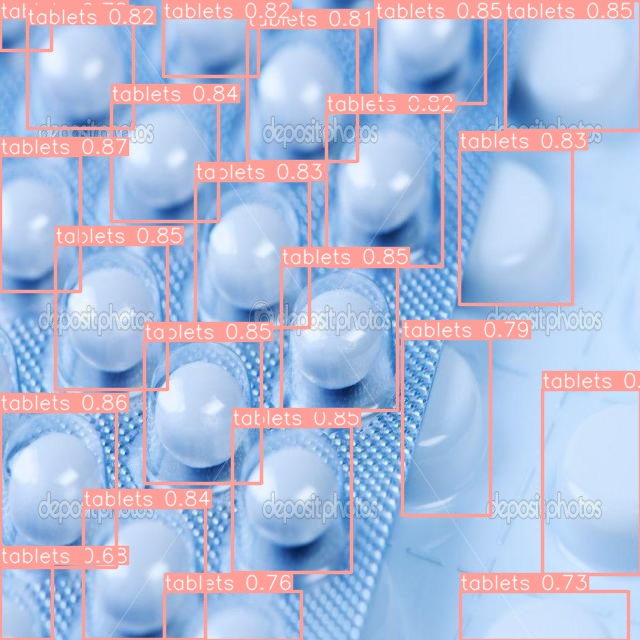 tablets 0.82
tablets 0.82
tablets 0.81
tablets 0.85
tablets 0.85
tablets 0.84
tablets 0.82
depositphotos
depositphotos
depositphotos
tablets 0.87
tablets 0.83
tablets 0.83
tablets 0.85
tablets 0.85
depositphotos
depositphotos
depositphotos
tablets 0.85
tablets 0.79
tablets 0.
tablets 0.86
tablets 0.85
tablets 0.84
depositphotos
depositphotos
depositphotos
tablets 0.63
tablets 0.76
tablets 0.73